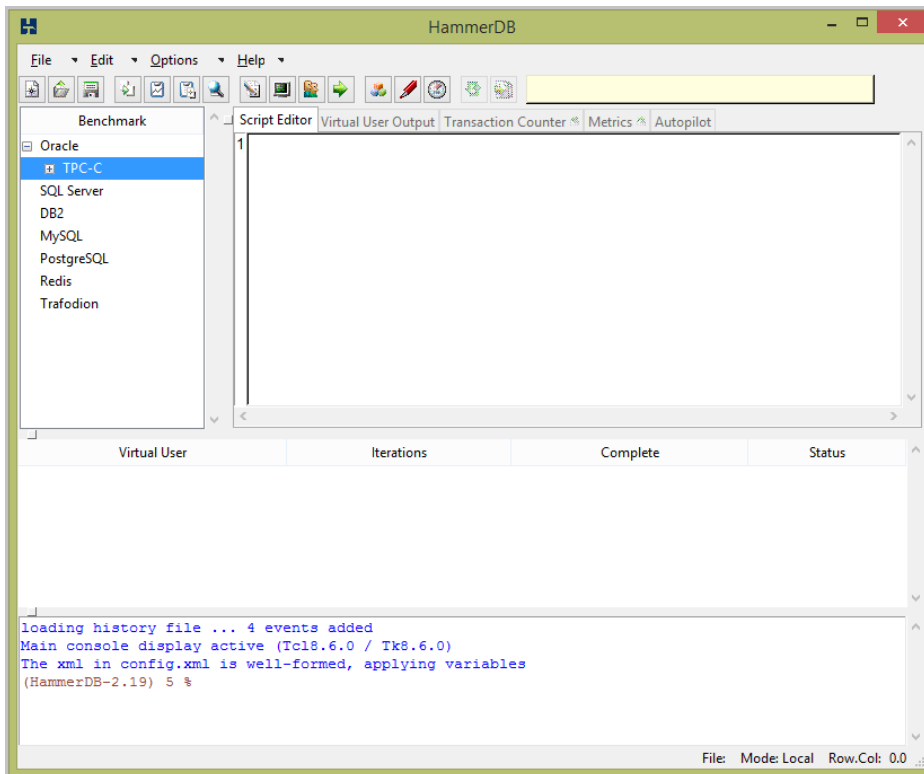 HammerDB
File Edit Options Help
Benchmark
Oracle
TPC-C
SQL Server
DB2
MySQL
PostgreSQL
Redis
Trafodion
Script Editor Virtual User Output Transaction Counter Metrics Autopilot
1
Virtual User Iterations Complete Status
loading history file ... 4 events added
Main console display active (Tcl8.6.0 / Tk8.6.0)
The xml in config.xml is well-formed, applying variables
(HammerDB-2.19) 5 %
File: Mode: Local Row.Col: 0.0